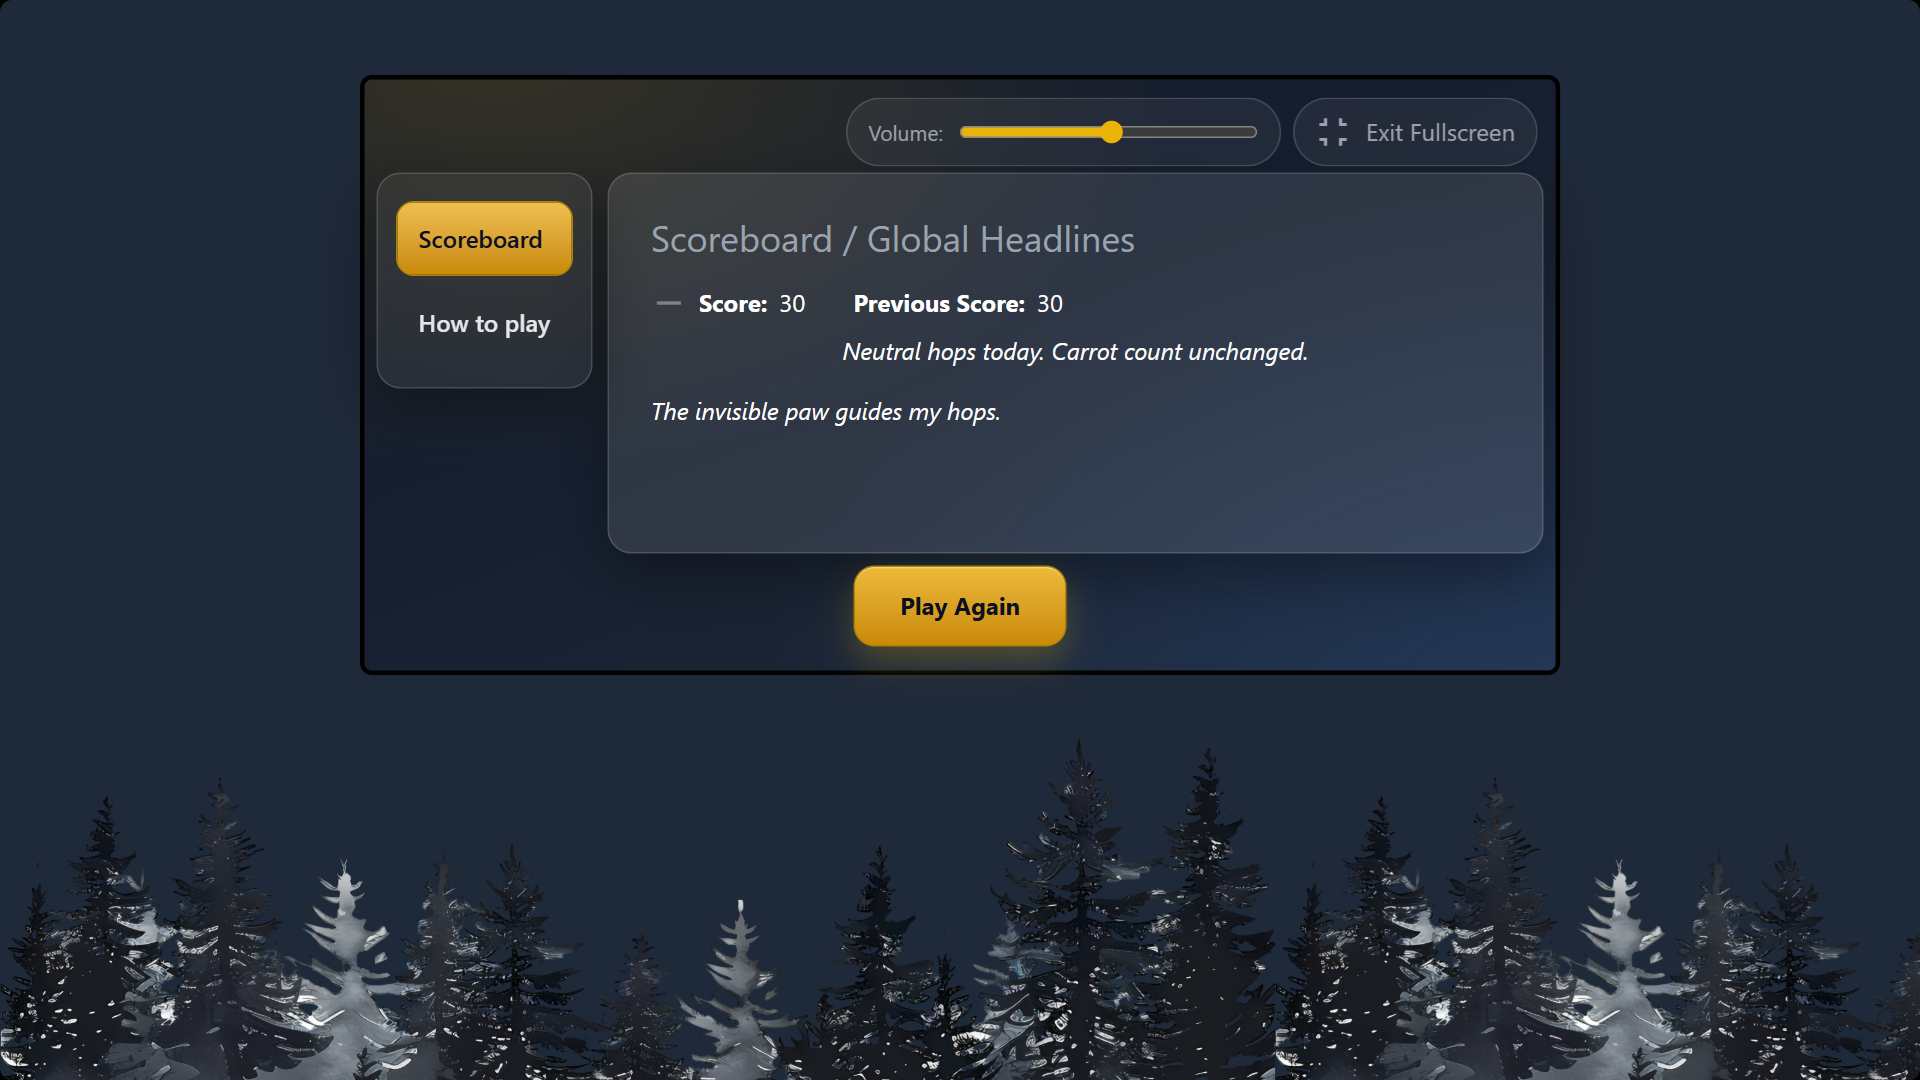 Volume:
Exit Fullscreen
Scoreboard
How to play
Scoreboard / Global Headlines
Score: 30 Previous Score: 30
Neutral hops today. Carrot count unchanged.
The invisible paw guides my hops.
Play Again